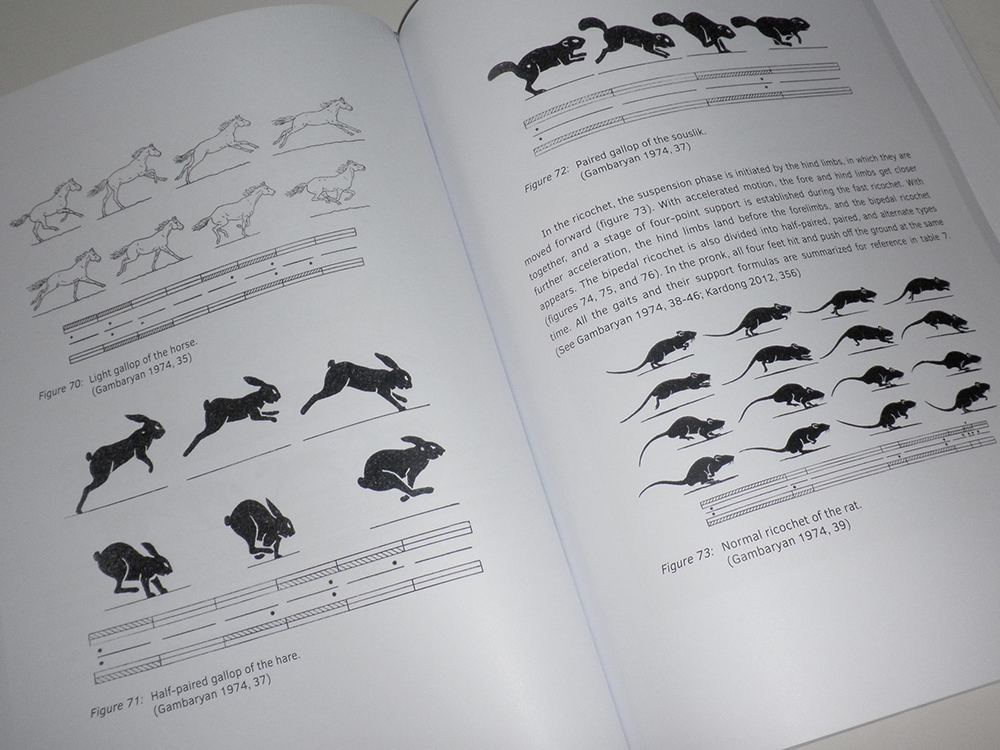 Figure 70: Light gallop of the horse.
(Gambaryan 1974, 35)
Figure 71: Half-paired gallop of the hare.
(Gambaryan 1974, 37)
Figure 72: Paired gallop of the souslik.
(Gambaryan 1974, 37)
In the ricochet, the suspension phase is initiated by the hind limbs, in which they are
moved forward (figure 73). With accelerated motion, the fore and hind limbs get closer
together, and a stage of four-point support is established during the fast ricochet. With
further acceleration, the hind limbs land before the forelimbs, and the bipedal ricochet
appears. The bipedal ricochet is also divided into half-paired, paired, and alternate types
(figures 74, 75, and 76). In the pronk, all four feet hit and push off the ground at the same
time. All the gaits and their support formulas are summarized for reference in table 7.
(See Gambaryan 1974, 38-46; Kardong 2012, 356)
Figure 73: Normal ricochet of the rat.
(Gambaryan 1974, 39)